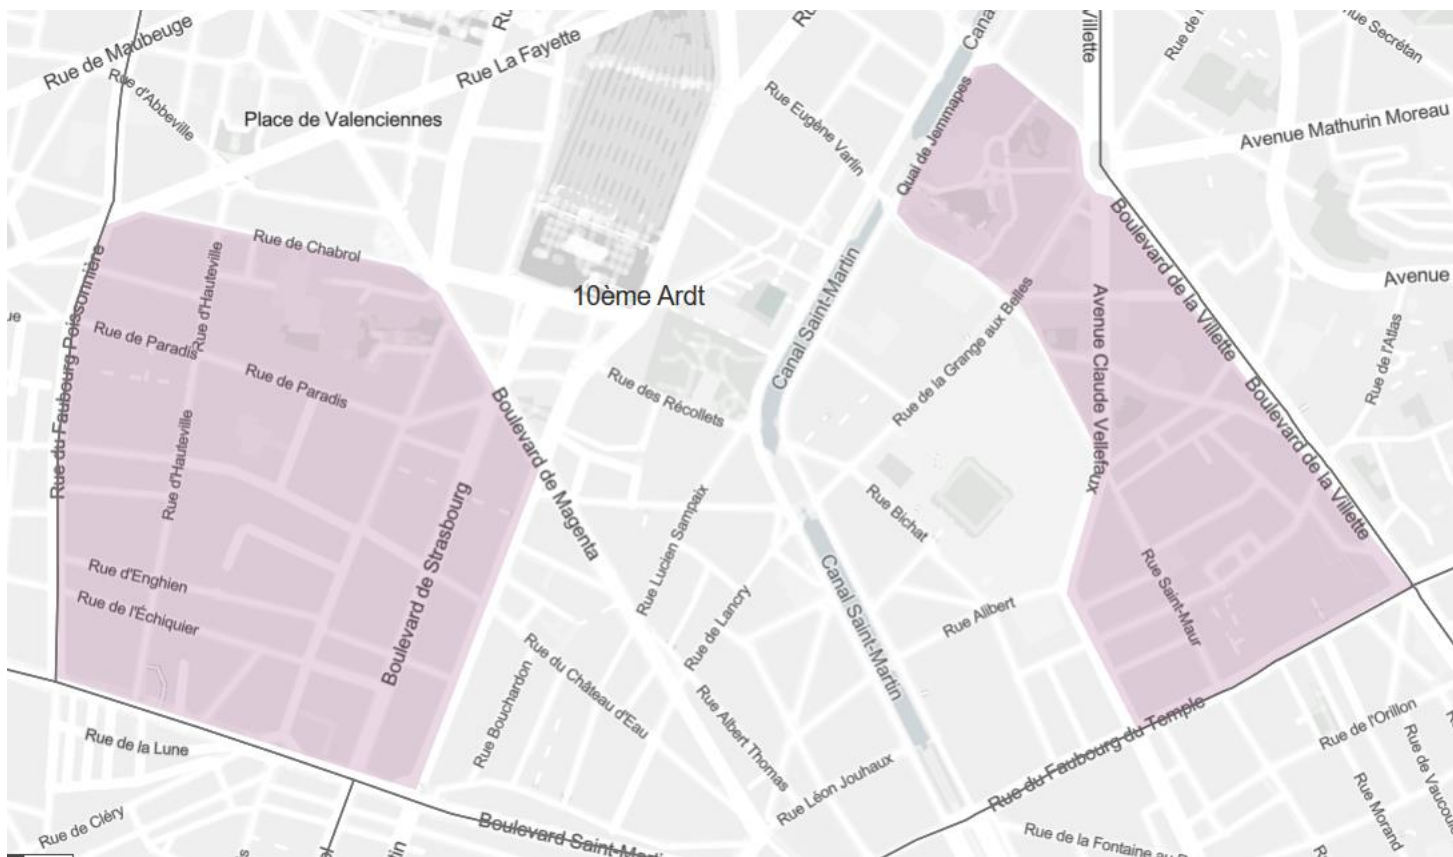 Rue de Maubeuge
Rue d'Abbeville
Rue La Fayette
Place de Valenciennes
Villette
Rue Eugène Varlin
Quai de Jemmapes
Avenue Mathurin Moreau
Rue de Chabrol
Rue d'Hauteville
Rue du Faubourg Poissonnière
Rue de Paradis
Rue de Paradis
10ème Ardt
Canal Saint-Martin
Boulevard de la Villette
Avenue
Rue de la Grange aux Belles
Avenue Claude Vellefaux
Rue de l'Atlas
Rue des Récollets
Boulevard de Magenta
Boulevard de la Villette
Rue d'Hauteville
Boulevard de Strasbourg
Rue Lucien Sampaix
Rue Bichat
Rue d'Enghien
Rue de l'Échiquier
Rue de Lancry
Canal Saint-Martin
Rue Alibert
Rue Saint-Maur
Rue du Château d'Eau
Rue Bouchardon
Rue Albert Thomas
Rue de la Lune
Rue Léon Jouhaux
Rue du Faubourg du Temple
Rue de l'Orillon
Rue de Cléry
Boulevard Saint-Marti
Rue de la Fontaine au
Rue Morand
Rue de Vaucoul